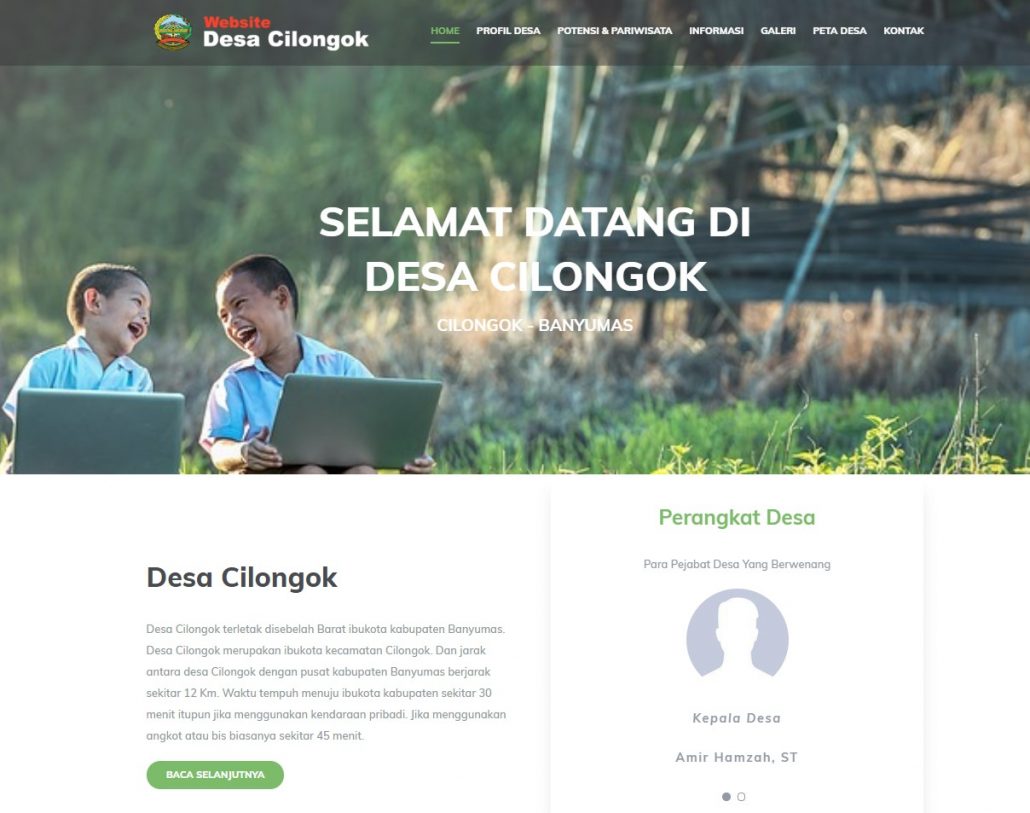 Website
Desa Cilongok
HOME PROFIL DESA POTENSI & PARIWISATA INFORMASI GALERI PETA DESA KONTAK
SELAMAT DATANG DI
DESA CILONGOK
CILONGOK - BANYUMAS
Desa Cilongok
Desa Cilongok terletak disebelah Barat ibukota kabupaten Banyumas.
Desa Cilongok merupakan ibukota kecamatan Cilongok. Dan jarak
antara desa Cilongok dengan pusat kabupaten Banyumas berjarak
sekitar 12 Km. Waktu tempuh menuju ibukota kabupaten sekitar 30
menit itupun jika menggunakan kendaraan pribadi. Jika menggunakan
angkot atau bis biasanya sekitar 45 menit.
BACA SELANJUTNYA
Perangkat Desa
Para Pejabat Desa Yang Berwenang
Kepala Desa
Amir Hamzah, ST